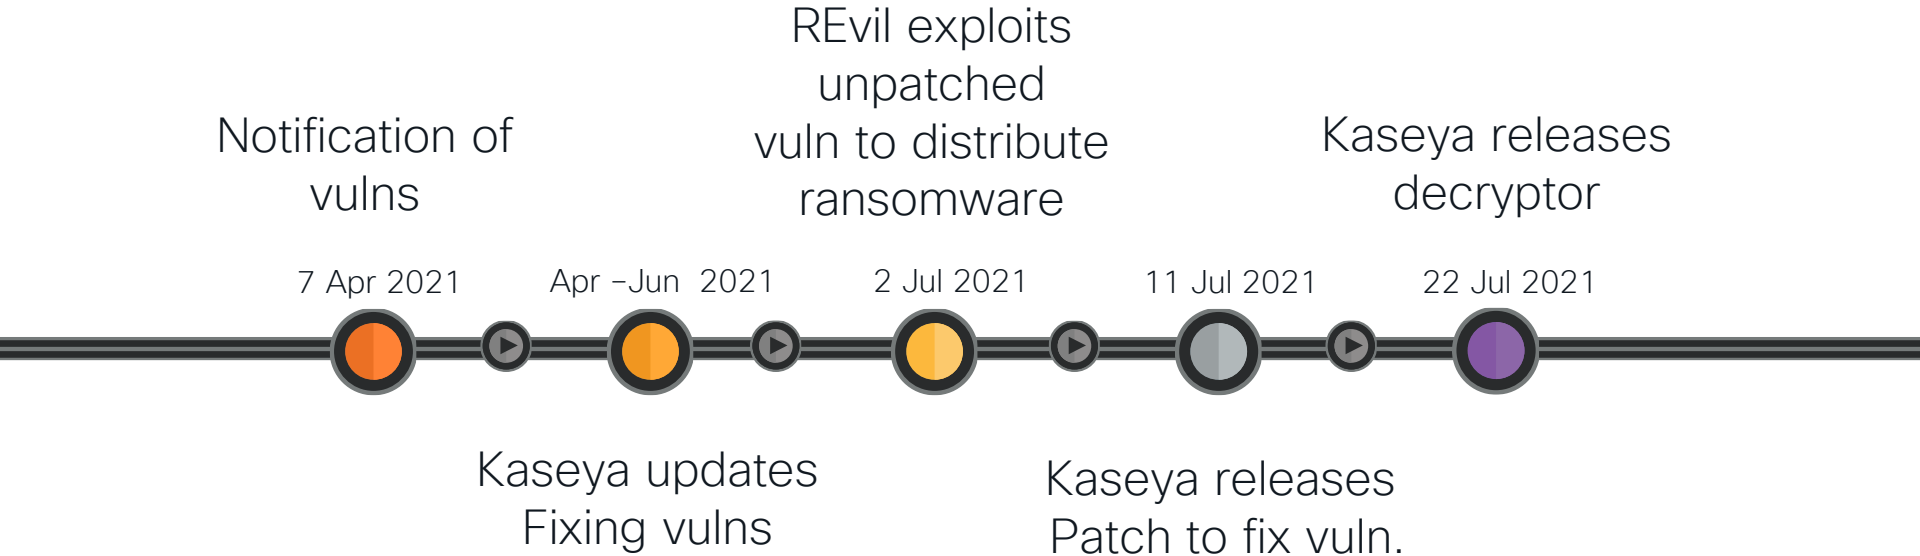 REvil exploits
unpatched
vuln to distribute
ransomware
Notification of
vulns
Kaseya releases
decryptor
7 Apr 2021
Apr –Jun  2021
2 Jul 2021
11 Jul 2021
22 Jul 2021
Kaseya updates
Fixing vulns
Kaseya releases
Patch to fix vuln.